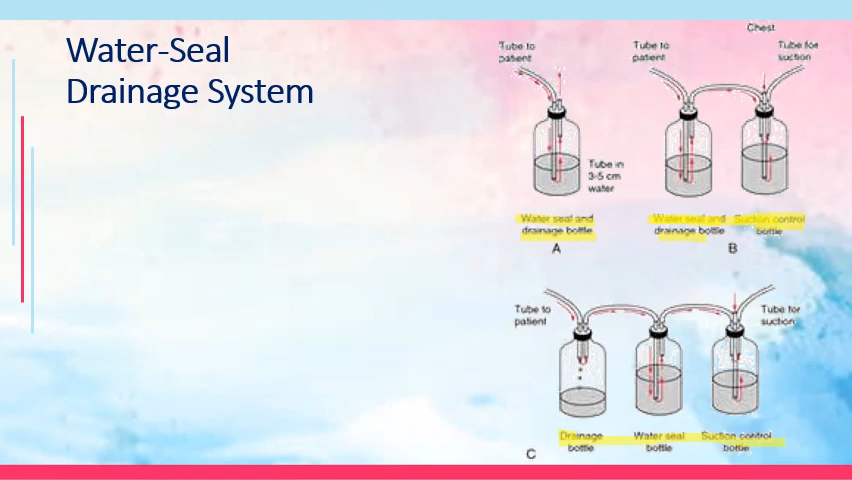 Water-Seal
Drainage System
Chest
Tube to
patient
Tube to
patient
Tube for
suction
Tube in
3-5 cm
water
Water seal and
drainage bottle
Water seal and
drainage bottle
Suction control
bottle
A
B
Tube to
patient
Tube for
suction
Drainage
bottle
Water seal
bottle
Suction control
bottle
C